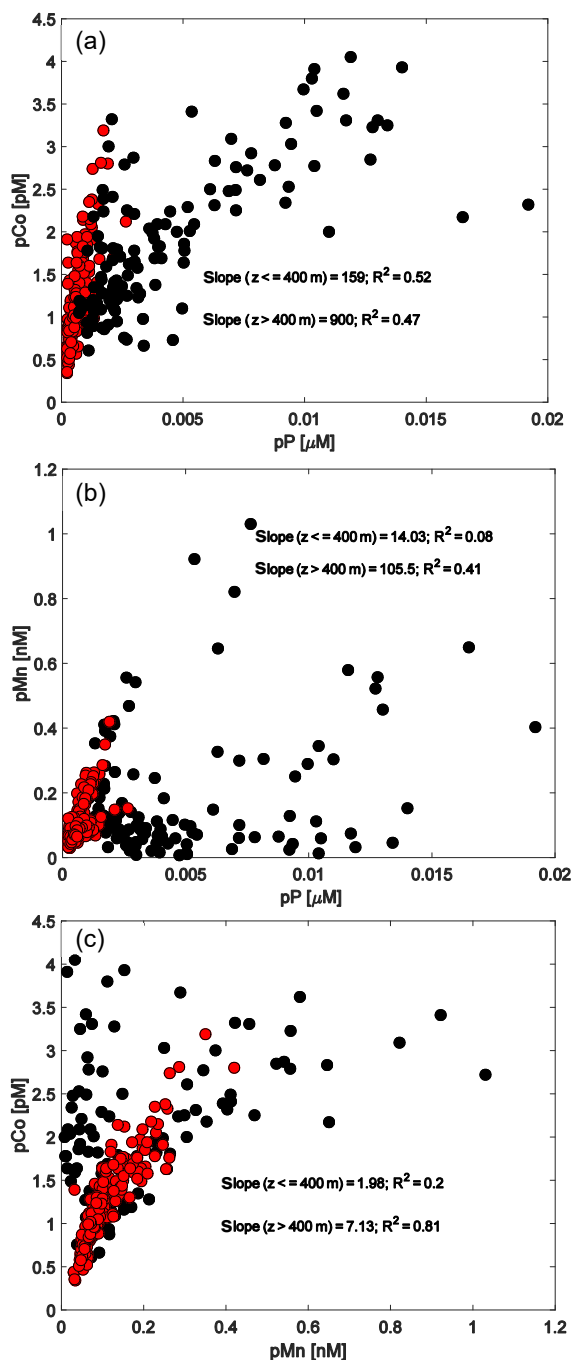 (a)
4.5
4
3.5
3
2.5
2
1.5
1
0.5
0
pCo [pM]
Slope (z <= 400 m) = 159; R² = 0.52
Slope (z > 400 m) = 900; R² = 0.47
0 0.005 0.01 0.015 0.02
pP [μM]
(b)
1.2
1
0.8
0.6
0.4
0.2
0
pMn [nM]
Slope (z <= 400 m) = 14.03; R² = 0.08
Slope (z > 400 m) = 105.5; R² = 0.41
0 0.005 0.01 0.015 0.02
pP [μM]
(c)
4.5
4
3.5
3
2.5
2
1.5
1
0.5
0
pCo [pM]
Slope (z <= 400 m) = 1.98; R² = 0.2
Slope (z > 400 m) = 7.13; R² = 0.81
0 0.2 0.4 0.6 0.8 1 1.2
pMn [nM]